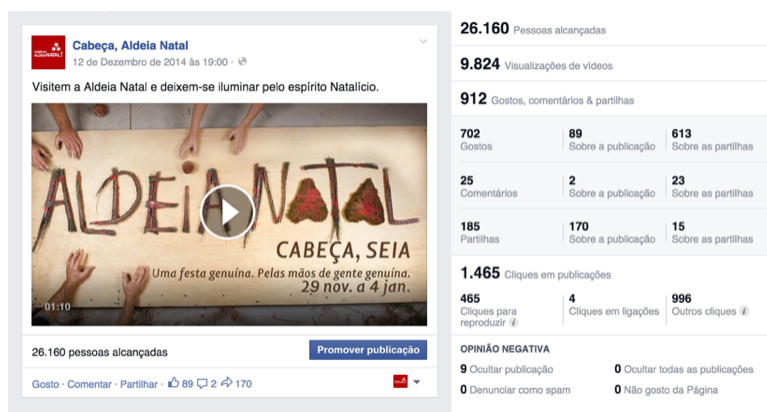 Cabeça, Aldeia Natal
12 de Dezembro de 2014 às 19:00 ·
Visitem a Aldeia Natal e deixem-se iluminar pelo espírito Natalício.
ALDEIA NATAL
CABEÇA, SEIA
Uma festa genuína. Pelas mãos de gente genuína.
29 nov. a 4 jan.
01:10
26.160 pessoas alcançadas
Promover publicação
Gosto · Comentar · Partilhar · 89 2 170
26.160 Pessoas alcançadas
9.824 Visualizações de vídeos
912 Gostos, comentários & partilhas
702 89 613
Gostos Sobre a publicação Sobre as partilhas
25 2 23
Comentários Sobre a publicação Sobre as partilhas
185 170 15
Partilhas Sobre a publicação Sobre as partilhas
1.465 Cliques em publicações
465 4 996
Cliques para Cliques em ligações Outros cliques
reproduzir
OPINIÃO NEGATIVA
9 Ocultar publicação 0 Ocultar todas as publicações
0 Denunciar como spam 0 Não gosto da Página